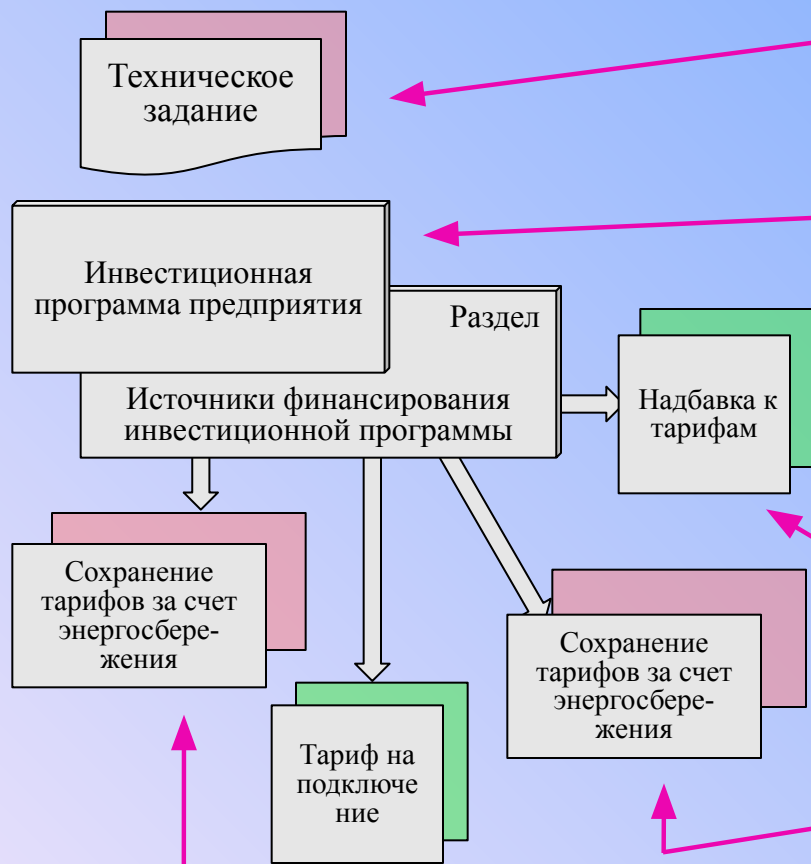 Техническое
задание
Инвестиционная
программа предприятия
Раздел
Источники финансирования
инвестиционной программы
Надбавка к
тарифам
Сохранение
тарифов за счет
энергосбере-
жения
Сохранение
тарифов за счет
энергосбере-
жения
Тариф на
подключе
ние